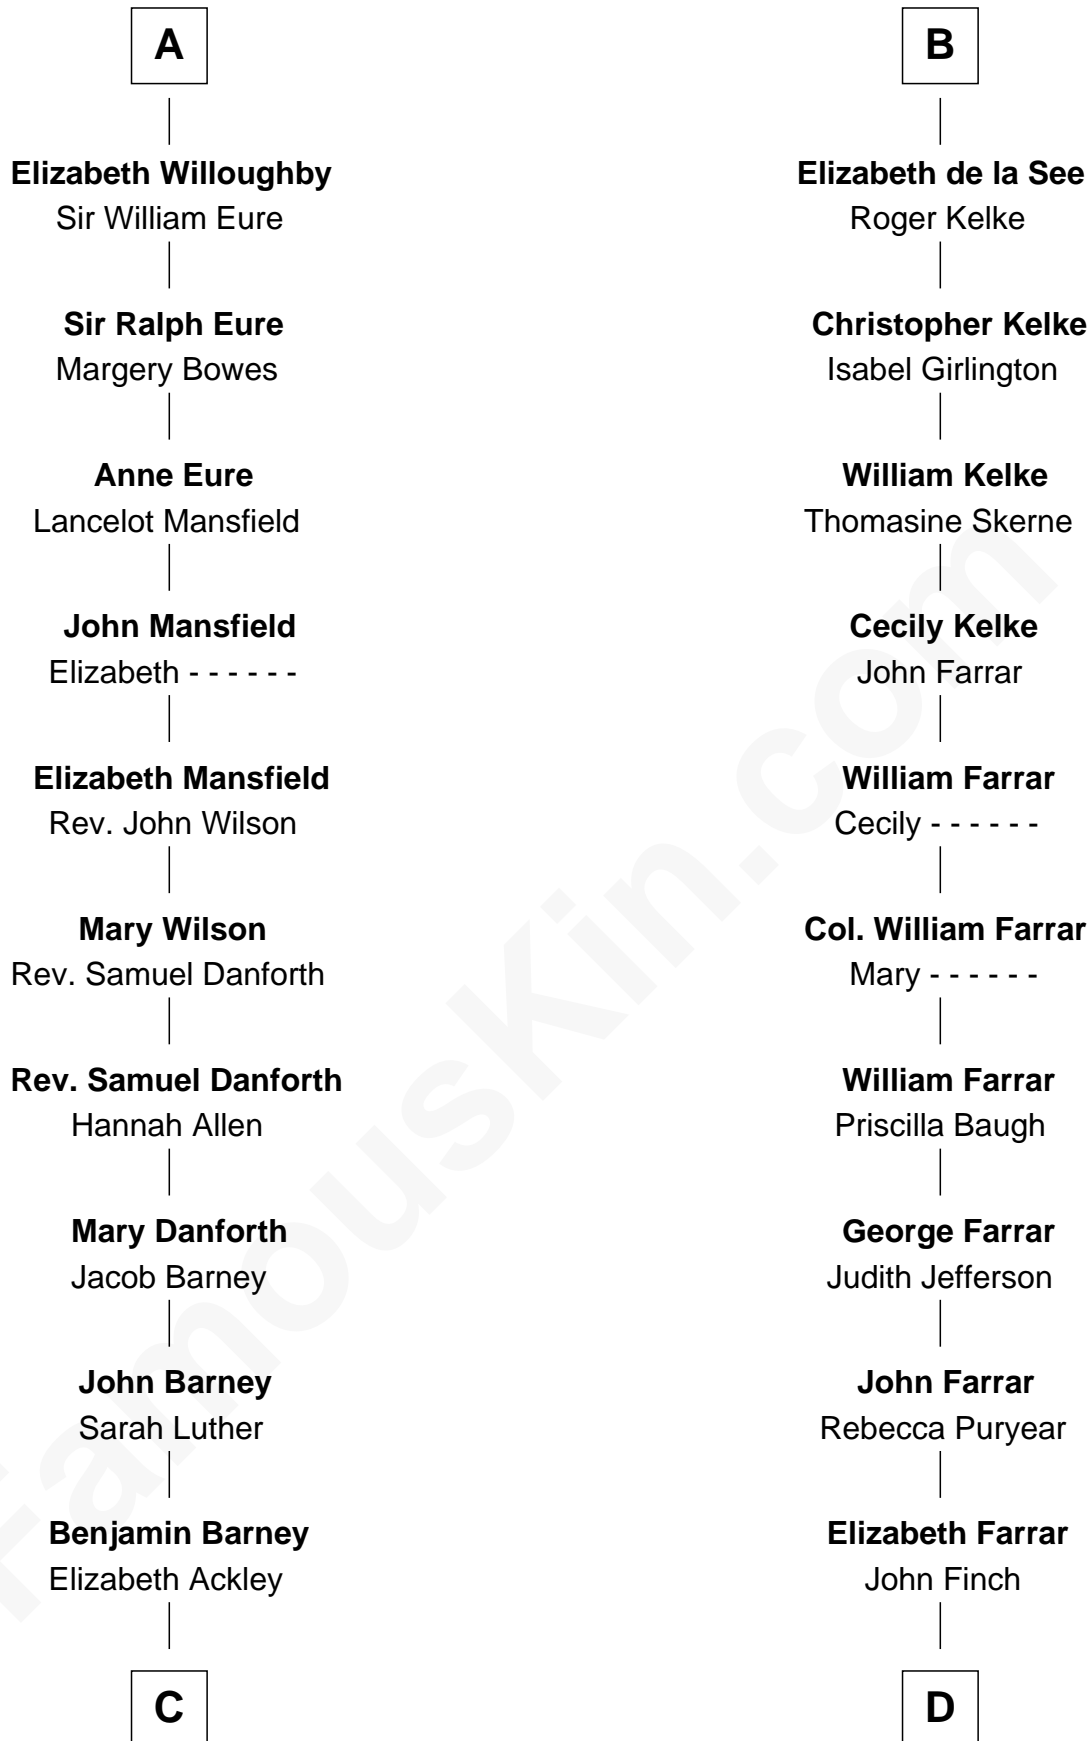 A
Elizabeth Willoughby
Sir William Eure
Sir Ralph Eure
Margery Bowes
Anne Eure
Lancelot Mansfield
John Mansfield
Elizabeth - - - - - -
Elizabeth Mansfield
Rev. John Wilson
Mary Wilson
Rev. Samuel Danforth
Rev. Samuel Danforth
Hannah Allen
Mary Danforth
Jacob Barney
John Barney
Sarah Luther
Benjamin Barney
Elizabeth Ackley
C
B
Elizabeth de la See
Roger Kelke
Christopher Kelke
Isabel Girlington
William Kelke
Thomasine Skerne
Cecily Kelke
John Farrar
William Farrar
Cecily - - - - - -
Col. William Farrar
Mary - - - - - -
William Farrar
Priscilla Baugh
George Farrar
Judith Jefferson
John Farrar
Rebecca Puryear
Elizabeth Farrar
John Finch
D
FamousKin.com